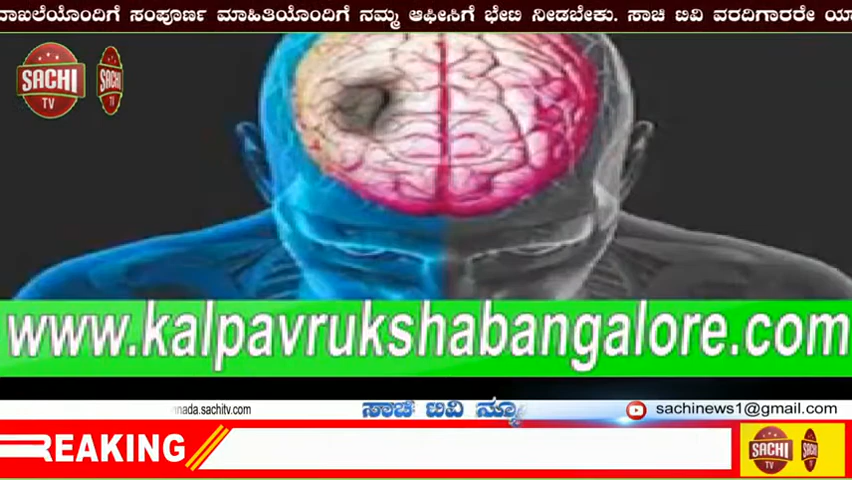 ಾಖಲೆಯೊಂದಿಗೆ ಸಂಪೂರ್ಣ ಮಾಹಿತಿಯೊಂದಿಗೆ ನಮ್ಮ ಆಫೀಸಿಗೆ ಭೇಟಿ ನೀಡಬೇಕು. ಸಾಚಿ ಟಿವಿ ವರದಿಗಾರರೇ ಯಾ
SACHI TV
SACHI TV
www.kalpavrukshabangalore.com
nnada.sachitv.com ಸಾಚಿ ಟಿವಿ ನ್ಯೂ sachinews1@gmail.com
REAKING
SACHI TV
SACHI TV